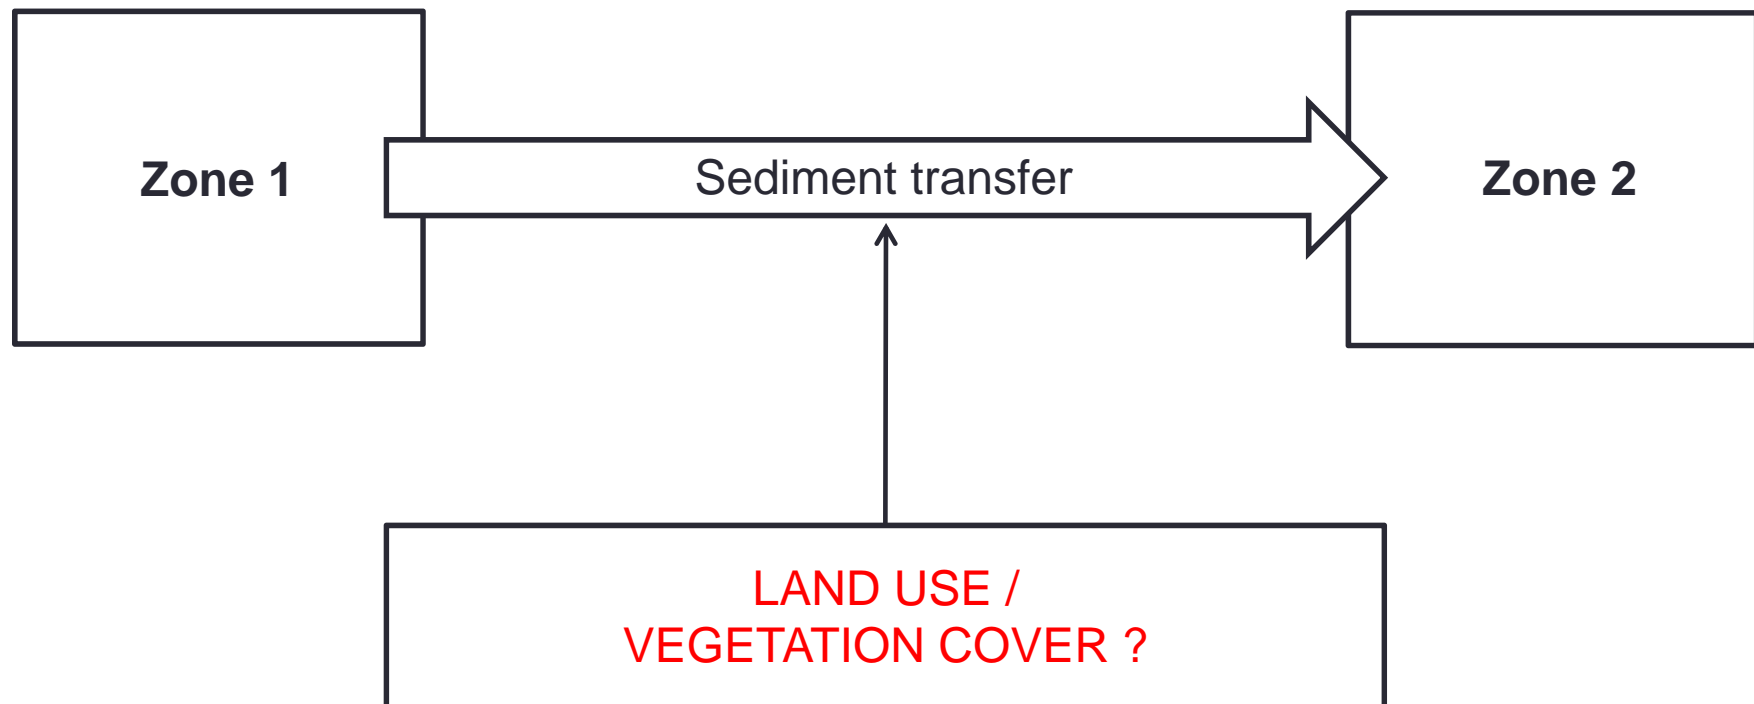 Zone 1
Sediment transfer
Zone 2
LAND USE /
VEGETATION COVER ?